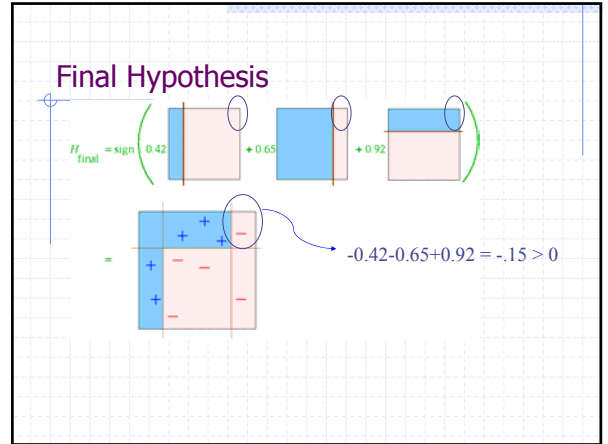 Final Hypothesis
H final = sign ( 0.42 + 0.65 + 0.92 )
= + + + + + − − − − −
-0.42-0.65+0.92 = -.15 > 0